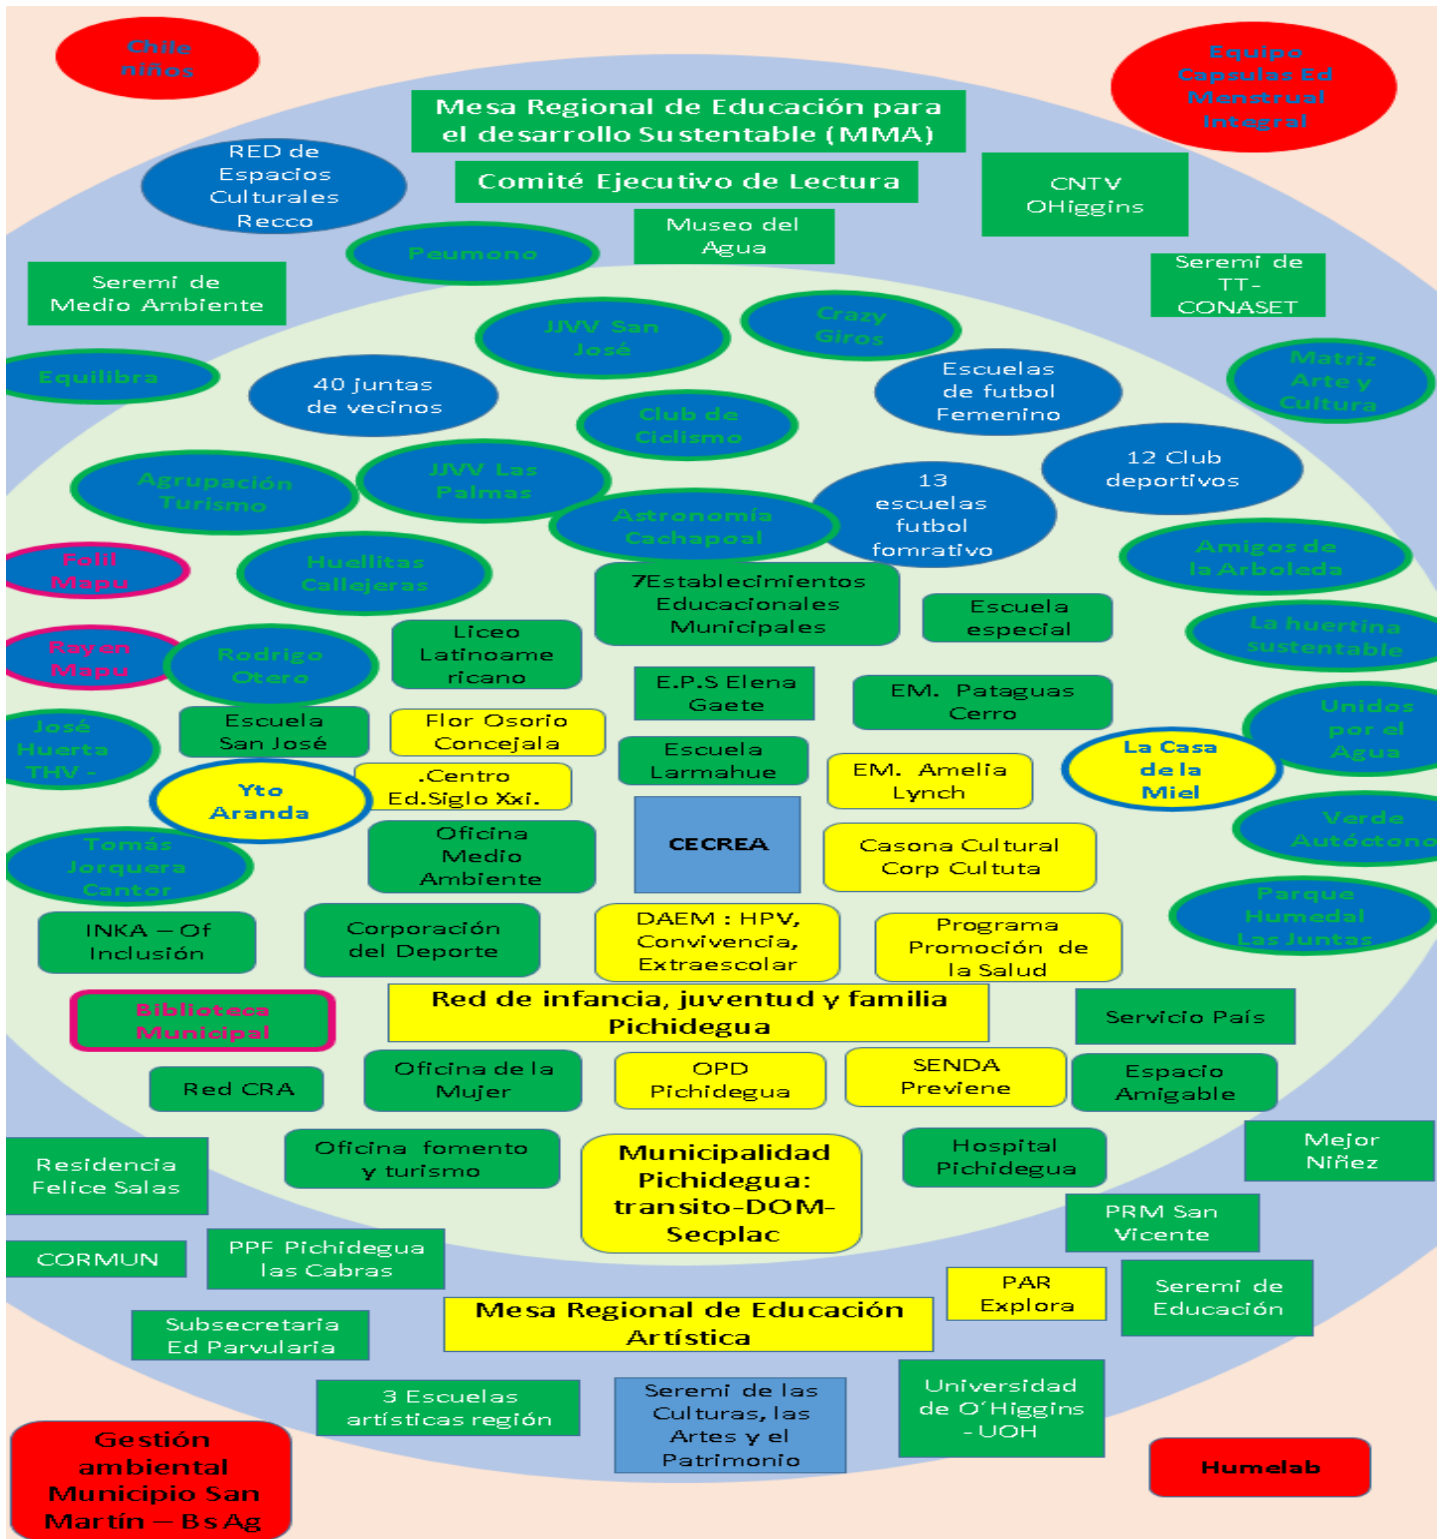 Chile
niños
Equipo
Capsulas Ed
Menstrual
Integral
Mesa Regional de Educación para
el desarrollo Sustentable (MMA)
RED de
Espacios
Culturales
Recco
Comité Ejecutivo de Lectura
CNTV
OHiggins
Museo del
Agua
Peumono
Seremi de
Medio Ambiente
Seremi de
TT-
CONASET
JJVV San
José
Crazy
Giros
Equilibra
40 juntas
de vecinos
Escuelas
de futbol
Femenino
Matriz
Arte y
Cultura
Club de
Ciclismo
Agrupación
Turismo
JJVV Las
Palmas
12 Club
deportivos
13
escuelas
futbol
fomrativo
Astronomía
Cachapoal
Folil
Mapu
Huellitas
Callejeras
Amigos de
la Arboleda
7Establecimientos
Educacionales
Municipales
Escuela
especial
La huertina
sustentable
Rayen
Mapu
Rodrigo
Otero
Liceo
Latinoame
ricano
E.P.S Elena
Gaete
EM. Pataguas
Cerro
José
Huerta
THV -
Escuela
San José
Flor Osorio
Concejala
Escuela
Larmahue
Unidos
por el
Agua
La Casa
de la
Miel
Yto
Aranda
.Centro
Ed.Siglo Xxi.
EM. Amelia
Lynch
Verde
Autóctono
Tomás
Jorquera
Cantor
Oficina
Medio
Ambiente
CECREA
Casona Cultural
Corp Cultuta
Parque
Humedal
Las Juntas
INKA – Of
Inclusión
Corporación
del Deporte
DAEM : HPV,
Convivencia,
Extraescolar
Programa
Promoción de
la Salud
Biblioteca
Municipal
Red de infancia, juventud y familia
Pichidegua
Servicio País
Red CRA
Oficina de la
Mujer
OPD
Pichidegua
SENDA
Previene
Espacio
Amigable
Residencia
Felice Salas
Oficina fomento
y turismo
Municipalidad
Pichidegua:
transito-DOM-
Secplac
Hospital
Pichidegua
Mejor
Niñez
PRM San
Vicente
CORMUN
PPF Pichidegua
las Cabras
PAR
Explora
Seremi de
Educación
Subsecretaria
Ed Parvularia
Mesa Regional de Educación
Artística
3 Escuelas
artísticas región
Seremi de las
Culturas, las
Artes y el
Patrimonio
Universidad
de O´Higgins
- UOH
Gestión
ambiental
Municipio San
Martín – Bs Ag
Humelab